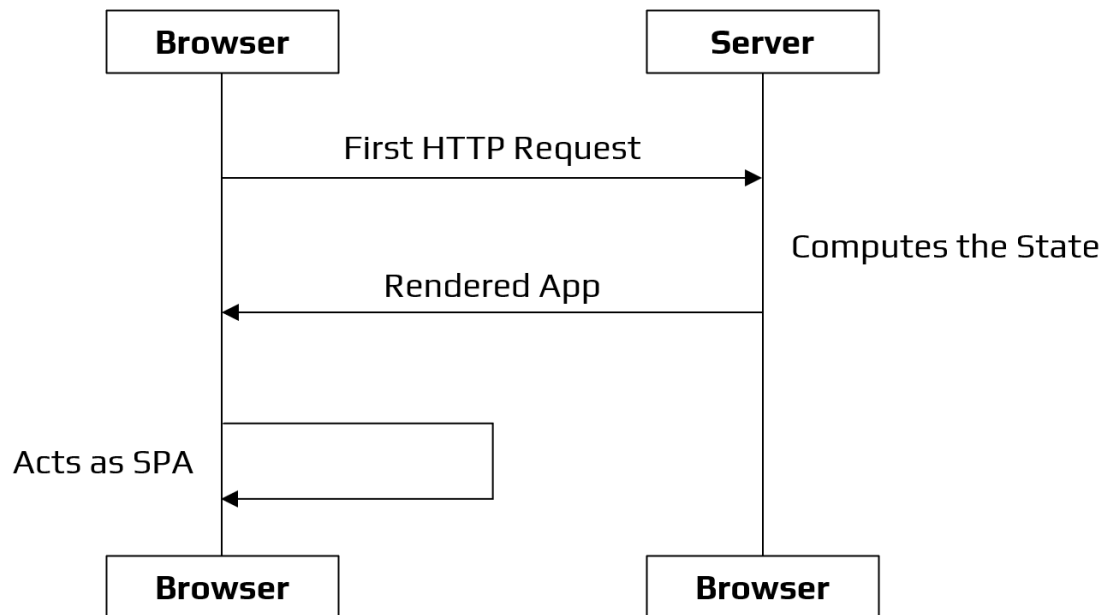 Browser
Server
First HTTP Request
Computes the State
Rendered App
Acts as SPA
Browser
Browser